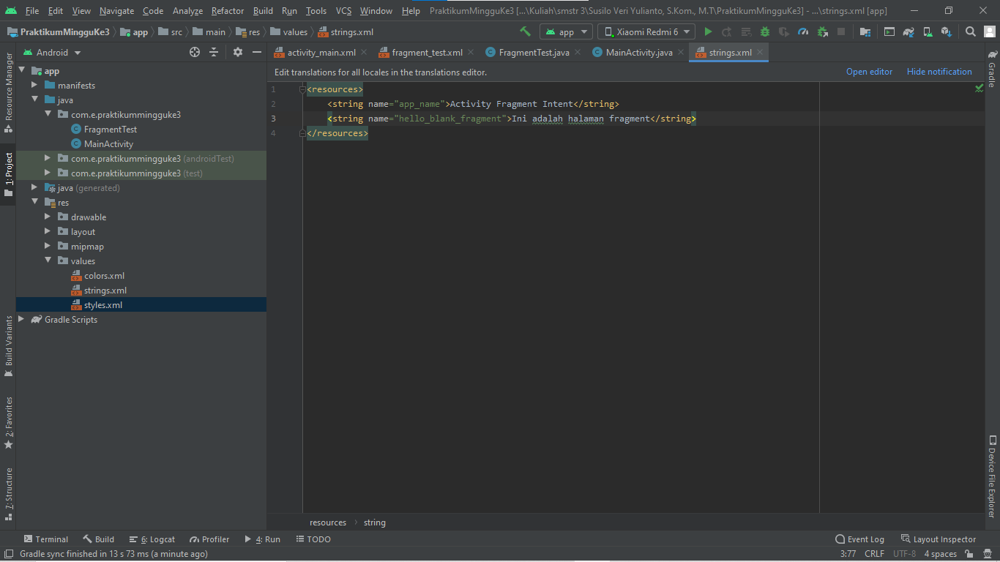 File Edit View Navigate Code Analyze Refactor Build Run Tools VCS Window Help PraktikumMingguKe3 [...\Kuliah\smstr 3\Susilo Veri Yulianto, S.Kom., M.T\PraktikumMingguKe3] - ...\strings.xml [app]
PraktikumMingguKe3 app src main res values strings.xml app Xiaomi Redmi 6
Android
activity_main.xml fragment_test.xml FragmentTest.java MainActivity.java strings.xml
Edit translations for all locales in the translations editor. Open editor Hide notification
Resource Manager
1: Project
Build Variants
2: Favorites
7: Structure
app
manifests
java
com.e.praktikummingguke3
FragmentTest
MainActivity
com.e.praktikummingguke3 (androidTest)
com.e.praktikummingguke3 (test)
java (generated)
res
drawable
layout
mipmap
values
colors.xml
strings.xml
styles.xml
Gradle Scripts
1 <resources>
2 <string name="app_name">Activity Fragment Intent</string>
3 <string name="hello_blank_fragment">Ini adalah halaman fragment</string>
4 </resources>
Gradle
Device File Explorer
resources string
Terminal Build 6: Logcat Profiler 4: Run TODO Event Log Layout Inspector
Gradle sync finished in 13 s 73 ms (a minute ago) 3:77 CRLF UTF-8 4 spaces